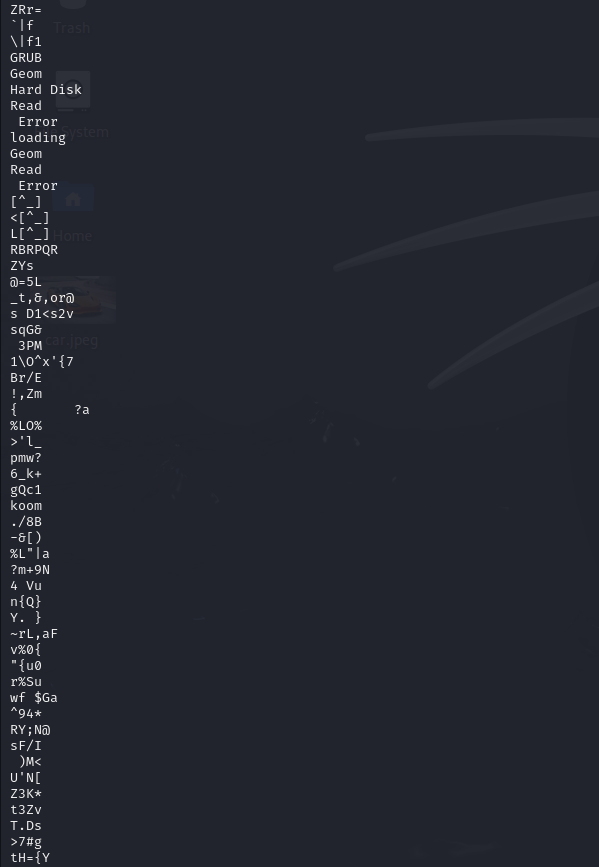 ZRr=
`|f
\|f1
GRUB
Geom
Hard Disk
Read
 Error
loading
Geom
Read
 Error
[^_]
<[^_]
L[^_]
RBRPQR
ZYs
@=5L
_t,&,or@
s D1<s2v
sqG&
 3PM
1\O^x'{7
Br/E
!,Zm
{       ?a
%LO%
>'l_
pmw?
6_k+
gQc1
koom
./8B
-&[)
%L"|a
?m+9N
4 Vu
n{Q}
Y. }
~rL,aF
v%0{
"{u0
r%Su
wf $Ga
^94*
RY;N@
sF/I
 )M<
U'N[
Z3K*
t3Zv
T.Ds
>7#g
tH={Y
Trash
System
Home
car.jpeg